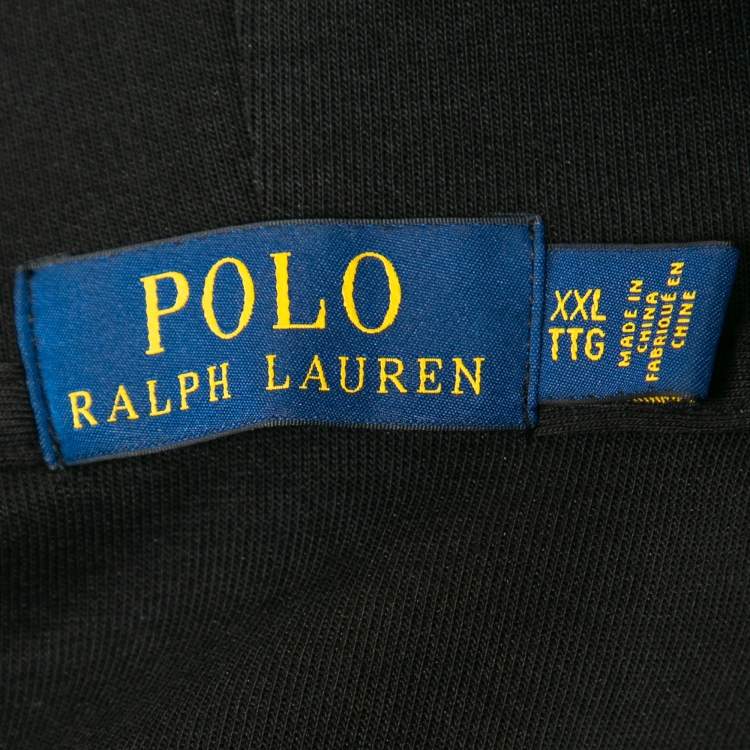 POLO
RALPH LAUREN
XXL
TTG
MADE IN
CHINA
FABRIQUÉ EN
CHINE